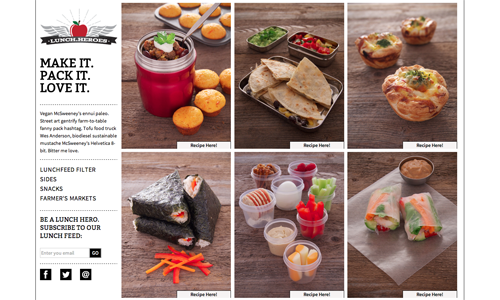 LUNCH.HEROES
MAKE IT.
PACK IT.
LOVE IT.
Vegan McSweeney's ennui paleo.
Street art gentrify farm-to-table
fanny pack hashtag. Tofu food truck
Wes Anderson, biodiesel sustainable
mustache McSweeney's Helvetica 8-
bit. Bitter me love.
LUNCHFEED FILTER
SIDES
SNACKS
FARMER'S MARKETS
BE A LUNCH HERO.
SUBSCRIBE TO OUR
LUNCH FEED:
Enter you email
GO
Recipe Here!
Recipe Here!
Recipe Here!
Recipe Here!
Recipe Here!
Recipe Here!